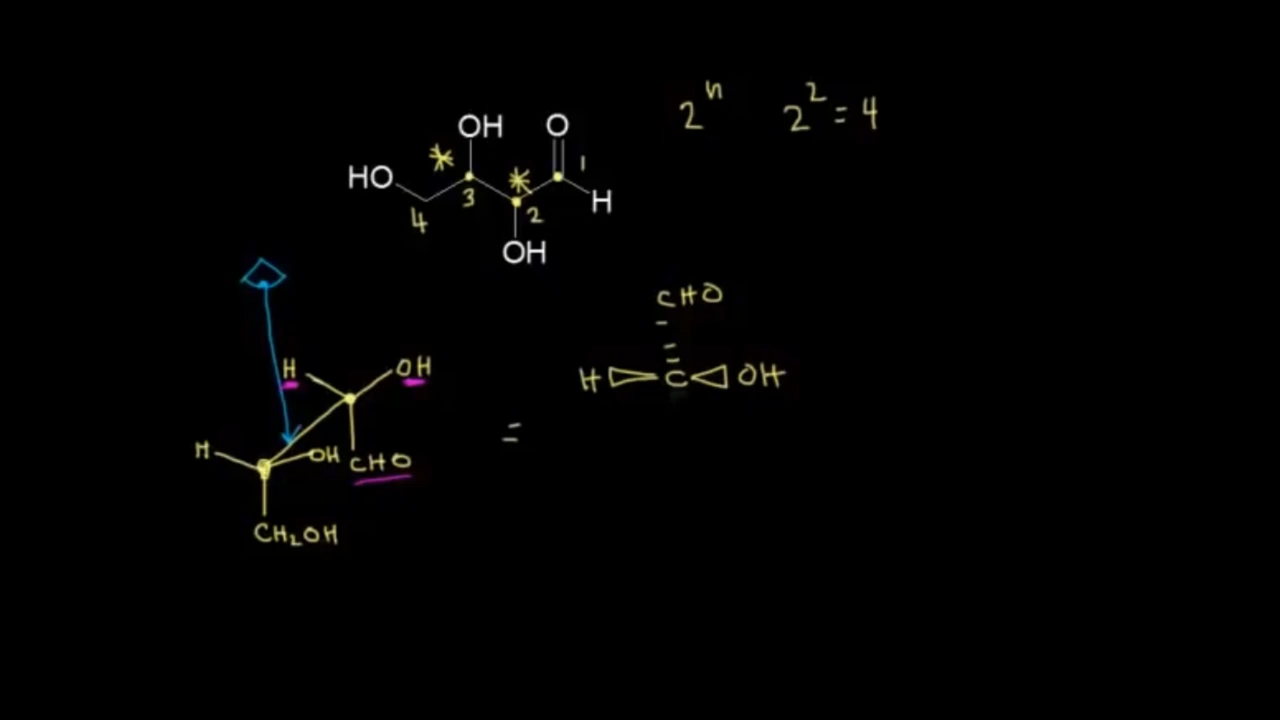 2ⁿ 2² = 4
OH O
* 1
HO * H
4 3 2
OH
CHO
H OH
H C OH
=
H OH CHO
CH₂OH